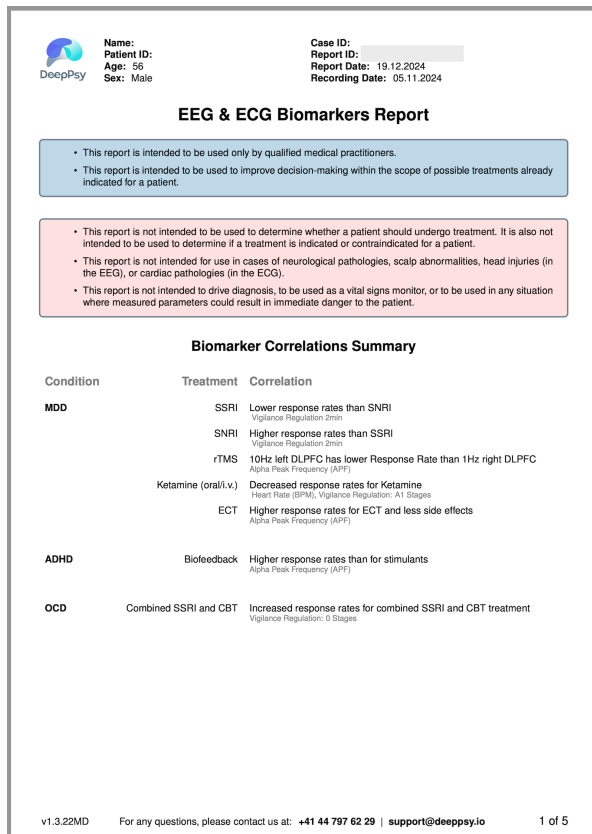 DeepPsy
Name:
Patient ID:
Age: 56
Sex: Male
Case ID:
Report ID:
Report Date: 19.12.2024
Recording Date: 05.11.2024
EEG & ECG Biomarkers Report
• This report is intended to be used only by qualified medical practitioners.
• This report is intended to be used to improve decision-making within the scope of possible treatments already
indicated for a patient.
• This report is not intended to be used to determine whether a patient should undergo treatment. It is also not
intended to be used to determine if a treatment is indicated or contraindicated for a patient.
• This report is not intended for use in cases of neurological pathologies, scalp abnormalities, head injuries (in
the EEG), or cardiac pathologies (in the ECG).
• This report is not intended to drive diagnosis, to be used as a vital signs monitor, or to be used in any situation
where measured parameters could result in immediate danger to the patient.
Biomarker Correlations Summary
Condition Treatment Correlation
MDD SSRI Lower response rates than SNRI
Vigilance Regulation 2min
SNRI Higher response rates than SSRI
Vigilance Regulation 2min
rTMS 10Hz left DLPFC has lower Response Rate than 1Hz right DLPFC
Alpha Peak Frequency (APF)
Ketamine (oral/i.v.) Decreased response rates for Ketamine
Heart Rate (BPM), Vigilance Regulation: A1 Stages
ECT Higher response rates for ECT and less side effects
Alpha Peak Frequency (APF)
ADHD Biofeedback Higher response rates than for stimulants
Alpha Peak Frequency (APF)
OCD Combined SSRI and CBT Increased response rates for combined SSRI and CBT treatment
Vigilance Regulation: 0 Stages
v1.3.22MD For any questions, please contact us at: +41 44 797 62 29 | support@deeppsy.io 1 of 5